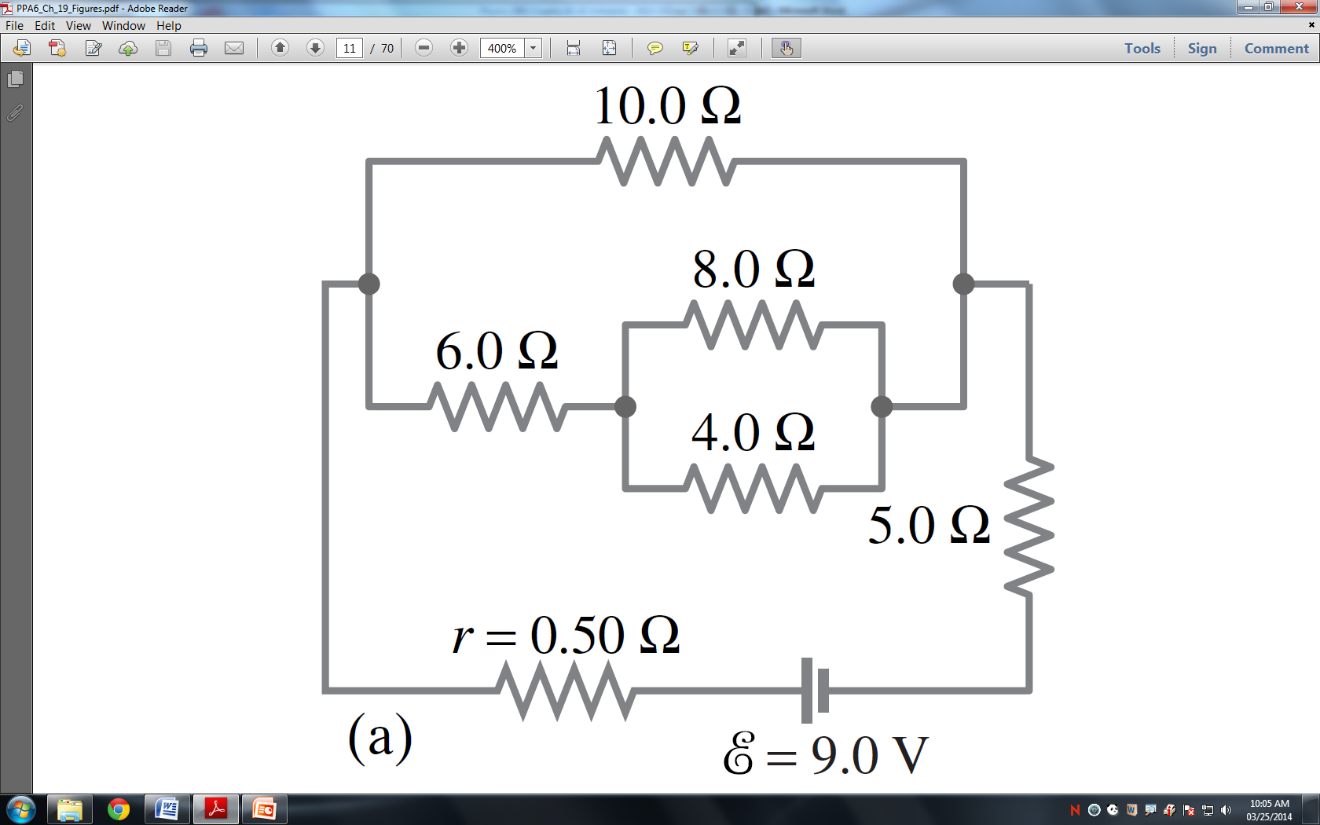 PPA6_Ch_19_Figures.pdf - Adobe Reader
File Edit View Window Help
11 / 70
400%
Tools Sign Comment
10.0 Ω
8.0 Ω
6.0 Ω
4.0 Ω
5.0 Ω
r = 0.50 Ω
(a)
ℰ = 9.0 V
10:05 AM
03/25/2014